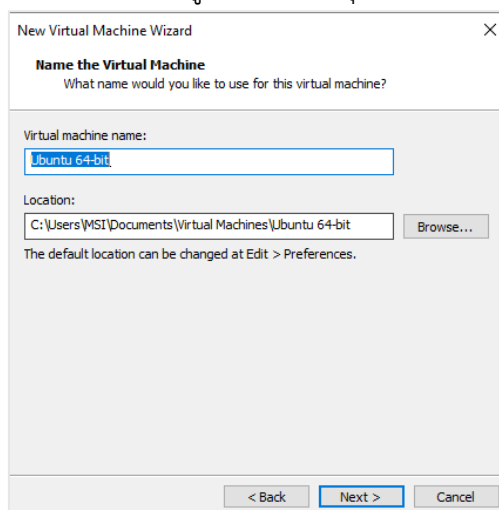 New Virtual Machine Wizard
Name the Virtual Machine
What name would you like to use for this virtual machine?
Virtual machine name:
Ubuntu 64-bit
Location:
C:\Users\MSI\Documents\Virtual Machines\Ubuntu 64-bit
Browse...
The default location can be changed at Edit > Preferences.
< Back Next > Cancel